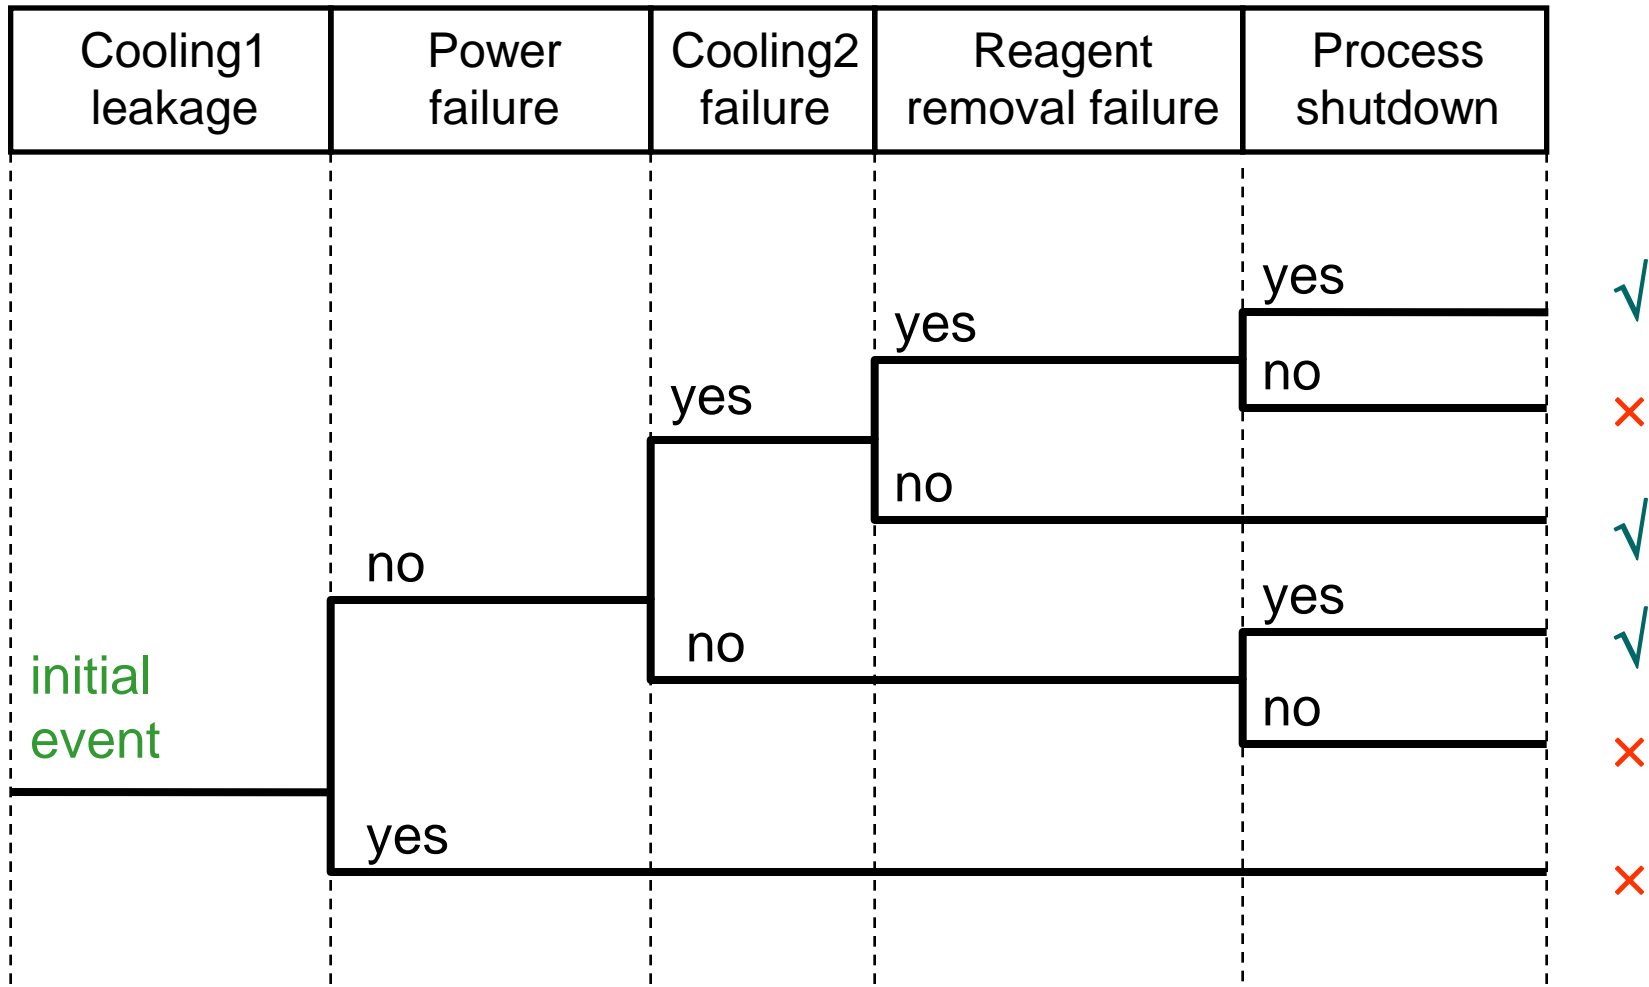 Cooling1
leakage
Power
failure
Cooling2
failure
Reagent
removal failure
Process
shutdown
yes
√
yes
no
yes
×
no
√
no
yes
√
no
initial
event
no
×
yes
×